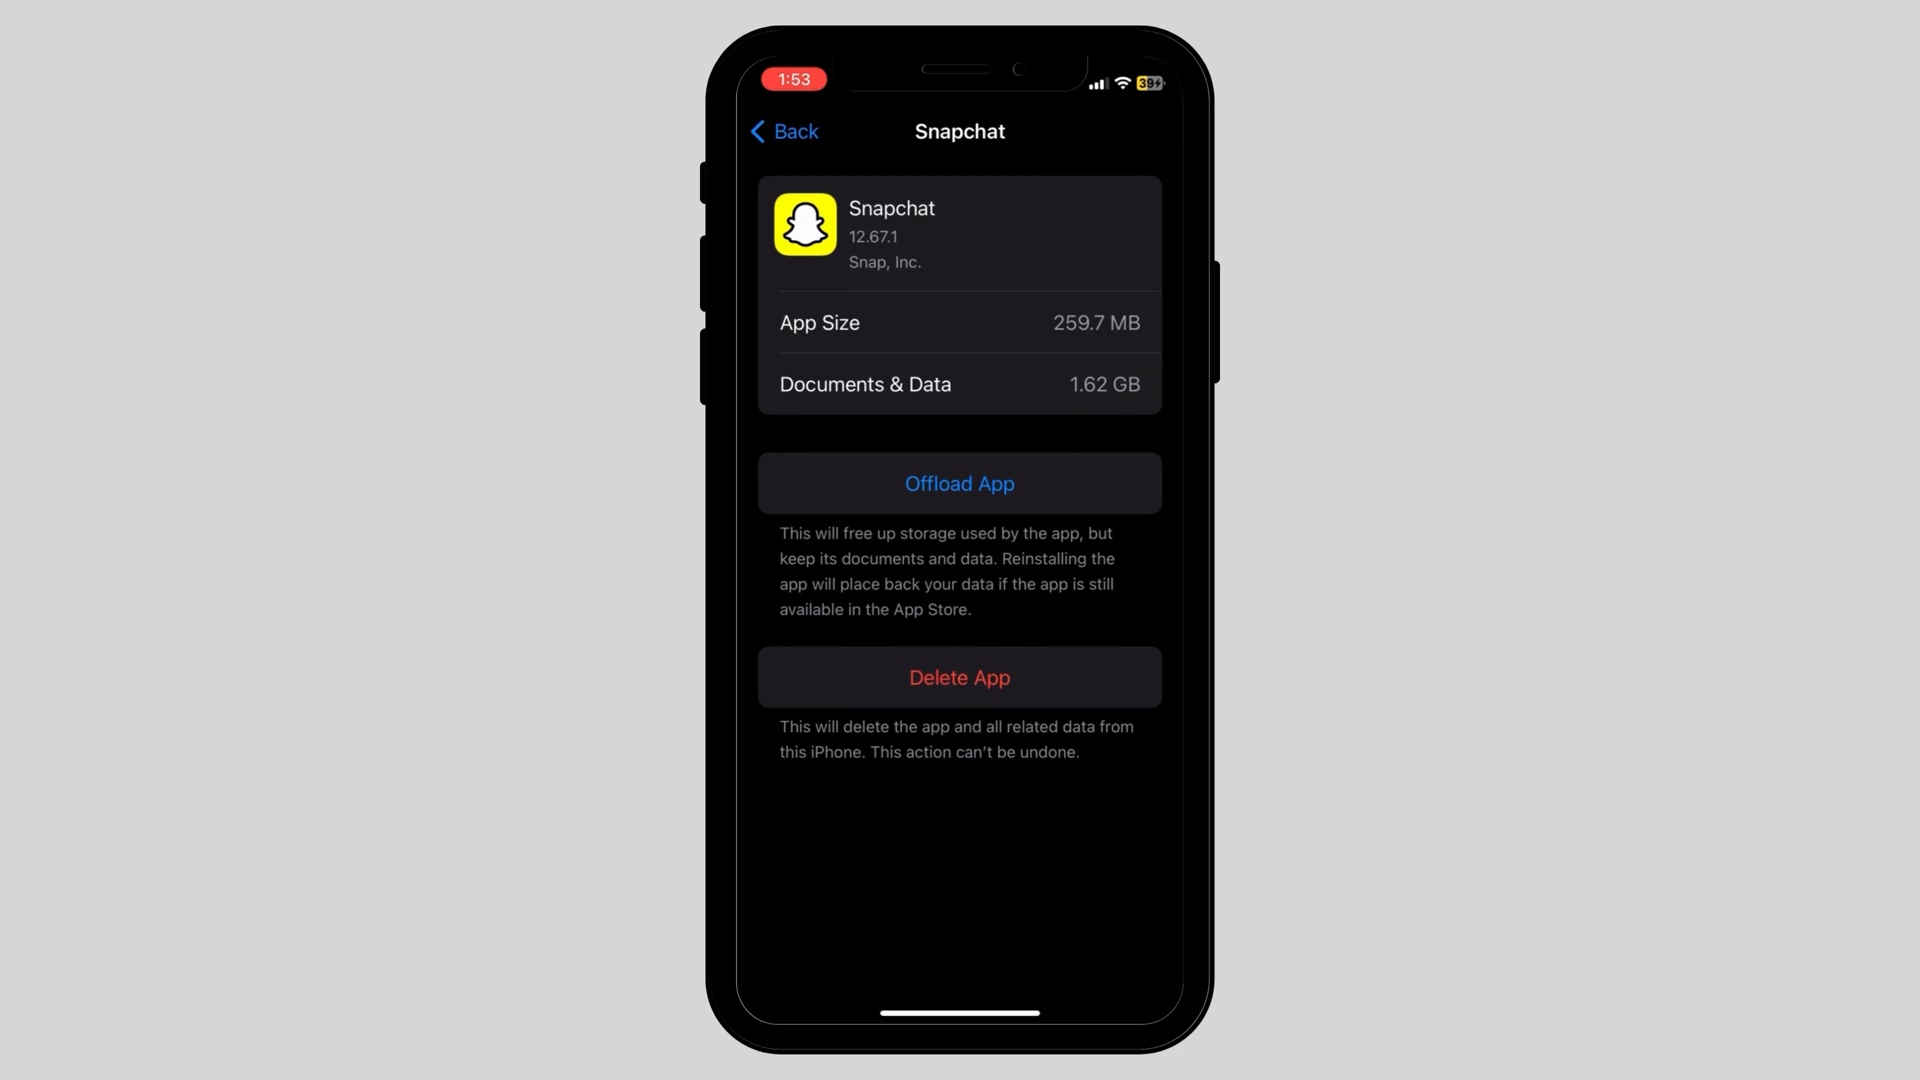 1:53
39
Back
Snapchat
Snapchat
12.67.1
Snap, Inc.
App Size
259.7 MB
Documents & Data
1.62 GB
Offload App
This will free up storage used by the app, but
keep its documents and data. Reinstalling the
app will place back your data if the app is still
available in the App Store.
Delete App
This will delete the app and all related data from
this iPhone. This action can’t be undone.